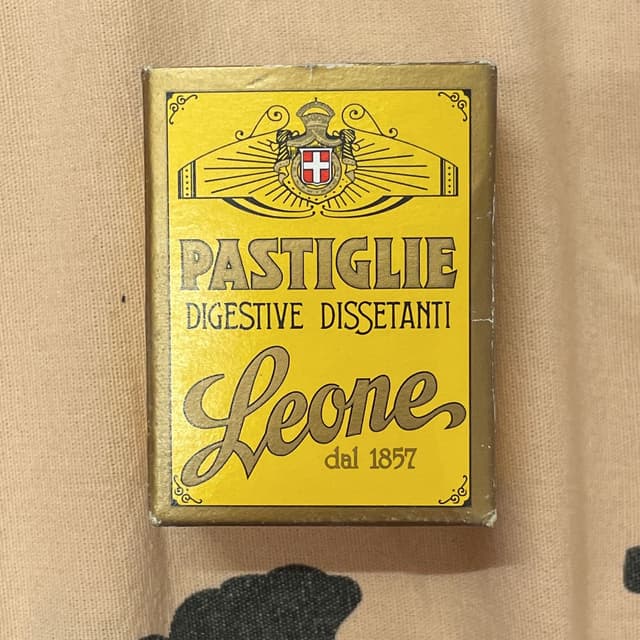 PASTIGLIE
DIGESTIVE DISSETANTI
Leone
dal 1857